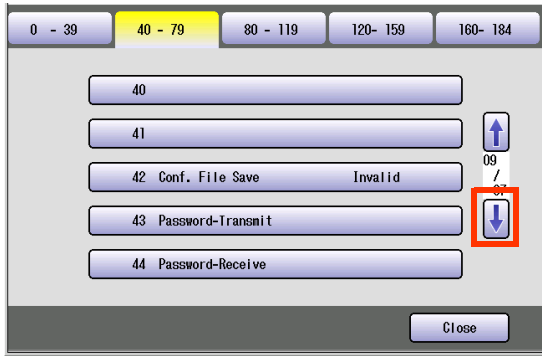 0 - 39
40 - 79
80 - 119
120- 159
160- 184
40
41
42 Conf. File Save Invalid
43 Password-Transmit
44 Password-Receive
09
/
37
Close